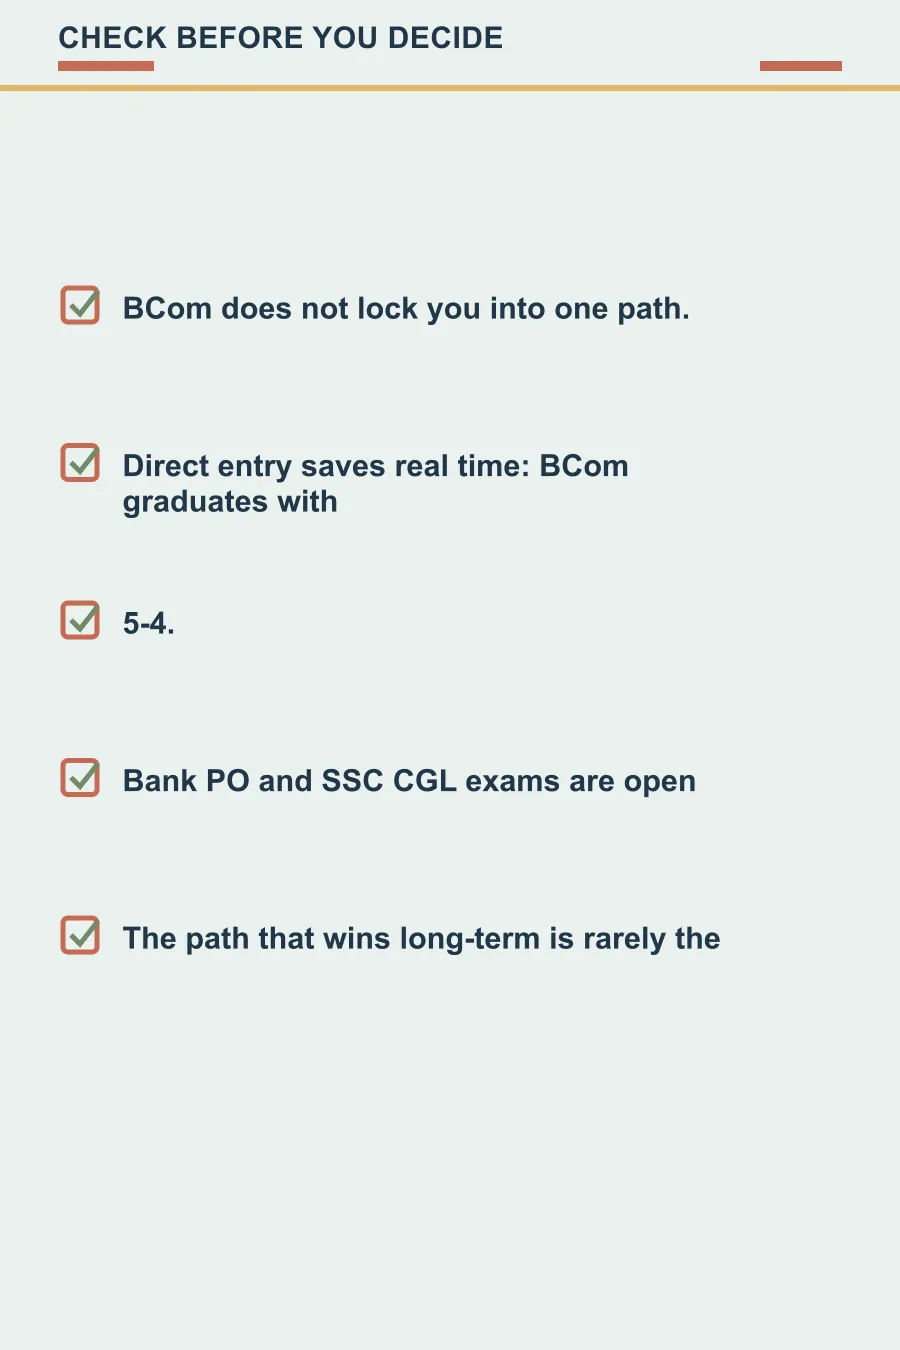 CHECK BEFORE YOU DECIDE
BCom does not lock you into one path.
Direct entry saves real time: BCom
graduates with
5-4.
Bank PO and SSC CGL exams are open
The path that wins long-term is rarely the